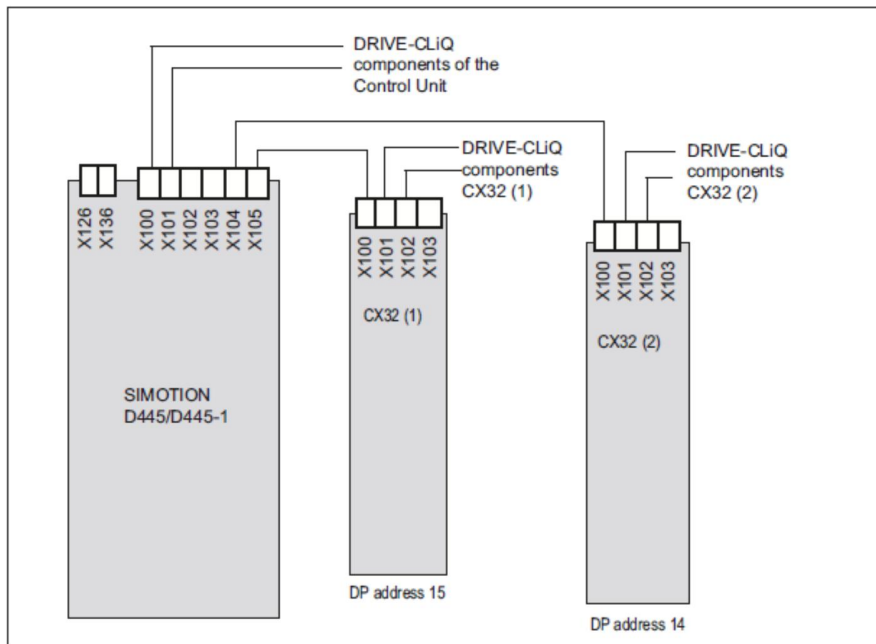 DRIVE-CLiQ
components of the
Control Unit
DRIVE-CLiQ
components
CX32 (1)
DRIVE-CLiQ
components
CX32 (2)
X126
X136
X100
X101
X102
X103
X104
X105
X100
X101
X102
X103
X100
X101
X102
X103
CX32 (1)
CX32 (2)
SIMOTION
D445/D445-1
DP address 15
DP address 14